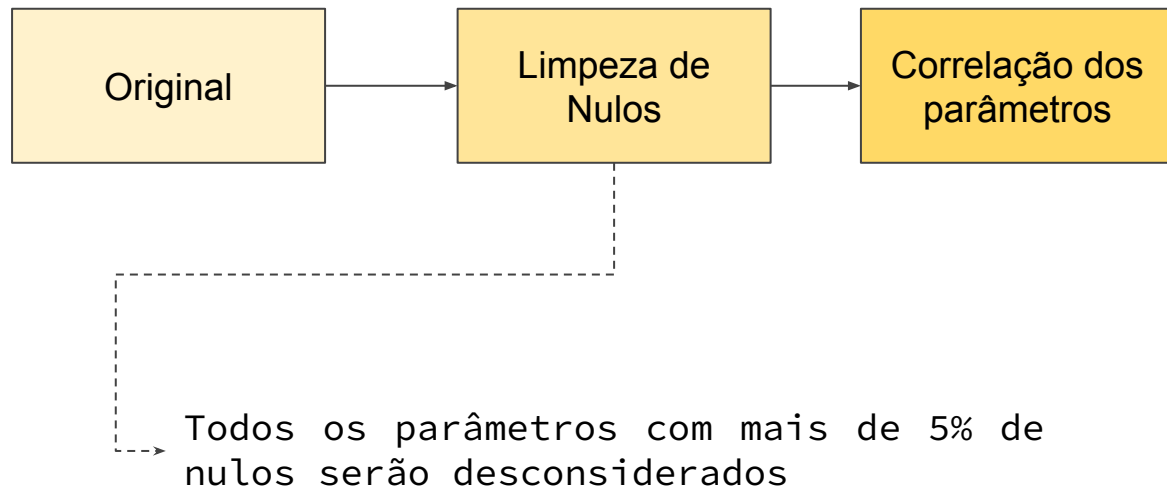 Original
Limpeza de
Nulos
Correlação dos
parâmetros
Todos os parâmetros com mais de 5% de
nulos serão desconsiderados